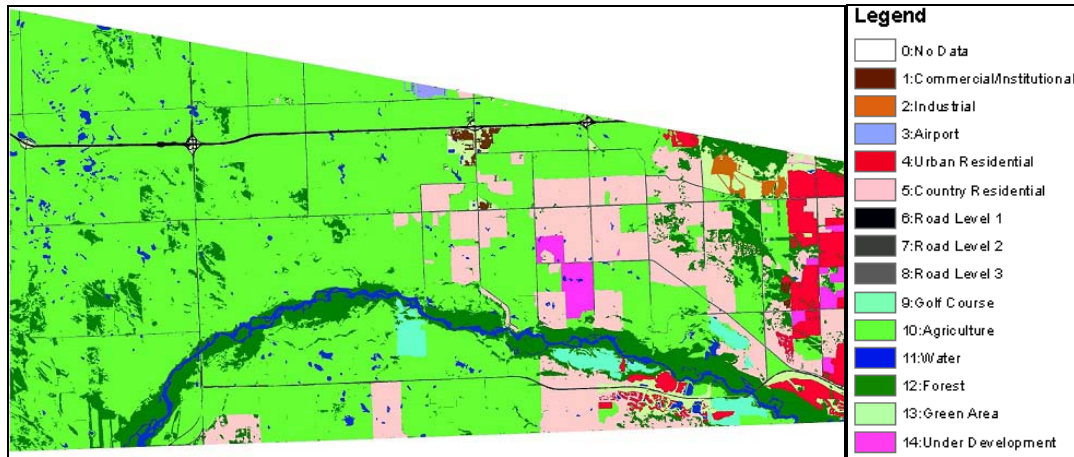 Legend
0:No Data
1:Commercial/Institutional
2:Industrial
3:Airport
4:Urban Residential
5:Country Residential
6:Road Level 1
7:Road Level 2
8:Road Level 3
9:Golf Course
10:Agriculture
11:Water
12:Forest
13:Green Area
14:Under Development